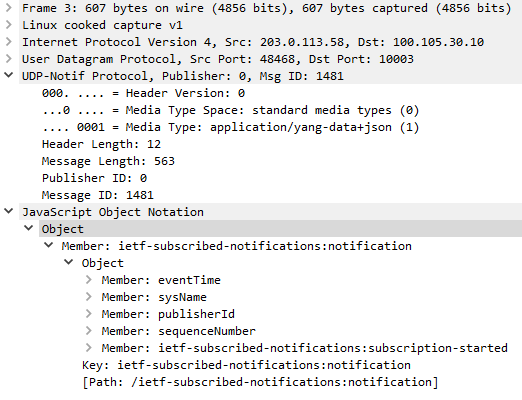 Frame 3: 607 bytes on wire (4856 bits), 607 bytes captured (4856 bits)
Linux cooked capture v1
Internet Protocol Version 4, Src: 203.0.113.58, Dst: 100.105.30.10
User Datagram Protocol, Src Port: 48468, Dst Port: 10003
UDP-Notif Protocol, Publisher: 0, Msg ID: 1481
000. .... = Header Version: 0
...0 .... = Media Type Space: standard media types (0)
.... 0001 = Media Type: application/yang-data+json (1)
Header Length: 12
Message Length: 563
Publisher ID: 0
Message ID: 1481
JavaScript Object Notation
Object
Member: ietf-subscribed-notifications:notification
Object
Member: eventTime
Member: sysName
Member: publisherId
Member: sequenceNumber
Member: ietf-subscribed-notifications:subscription-started
Key: ietf-subscribed-notifications:notification
[Path: /ietf-subscribed-notifications:notification]